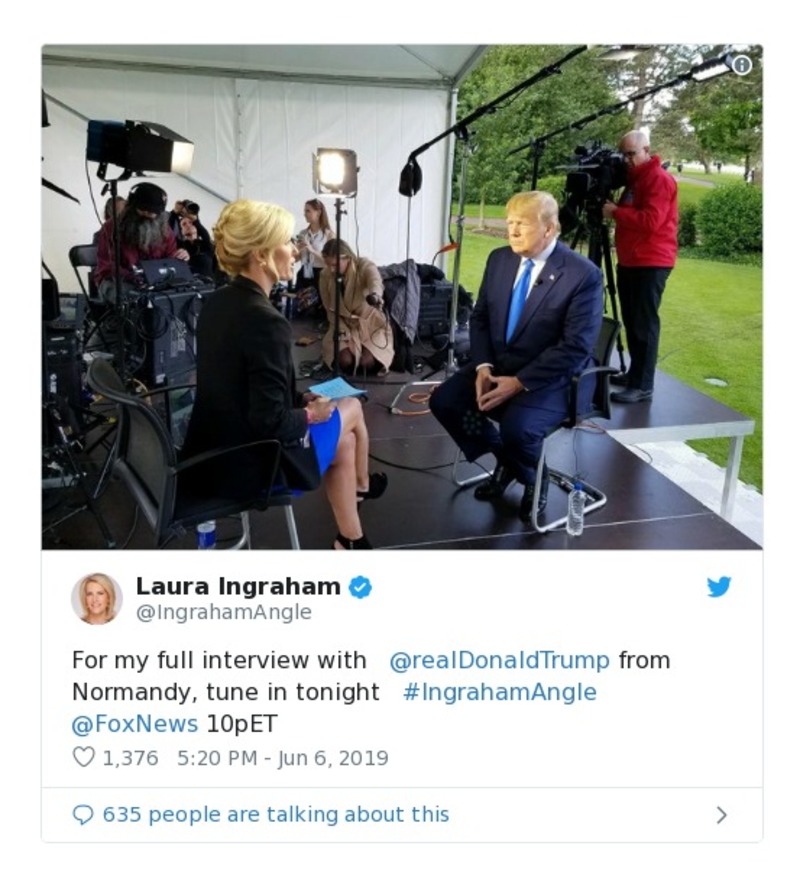 Laura Ingraham
@IngrahamAngle
For my full interview with @realDonaldTrump from
Normandy, tune in tonight #IngrahamAngle
@FoxNews 10pET
1,376 5:20 PM - Jun 6, 2019
635 people are talking about this